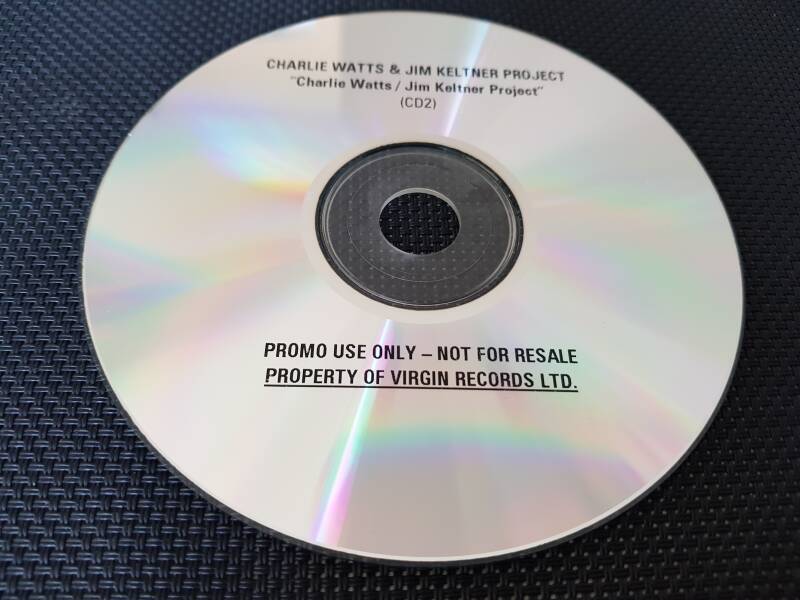 CHARLIE WATTS & JIM KELTNER PROJECT
"Charlie Watts / Jim Keltner Project"
(CD2)
PROMO USE ONLY – NOT FOR RESALE
PROPERTY OF VIRGIN RECORDS LTD.